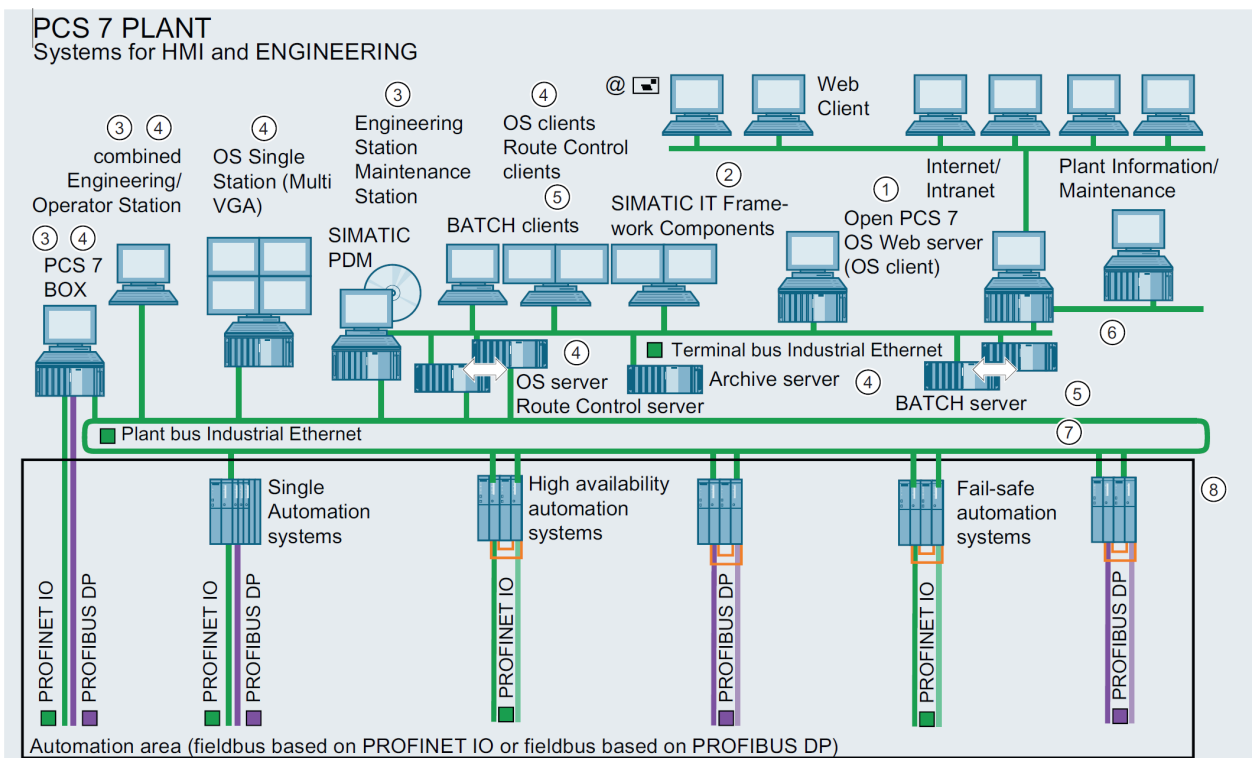 PCS 7 PLANT
Systems for HMI and ENGINEERING
@
Web
Client
3
4
combined
Engineering/
Operator Station
3
4
PCS 7
BOX
4
OS Single
Station (Multi
VGA)
3
Engineering
Station
Maintenance
Station
SIMATIC
PDM
4
OS clients
Route Control
clients
5
BATCH clients
2
SIMATIC IT Frame-
work Components
1
Open PCS 7
OS Web server
(OS client)
Internet/
Intranet
Plant Information/
Maintenance
6
Terminal bus Industrial Ethernet
4
OS server
Route Control server
Archive server
4
BATCH server
5
Plant bus Industrial Ethernet
7
8
Single
Automation
systems
High availability
automation
systems
Fail-safe
automation
systems
PROFINET IO
PROFIBUS DP
PROFINET IO
PROFIBUS DP
PROFINET IO
PROFIBUS DP
PROFINET IO
PROFIBUS DP
Automation area (fieldbus based on PROFINET IO or fieldbus based on PROFIBUS DP)